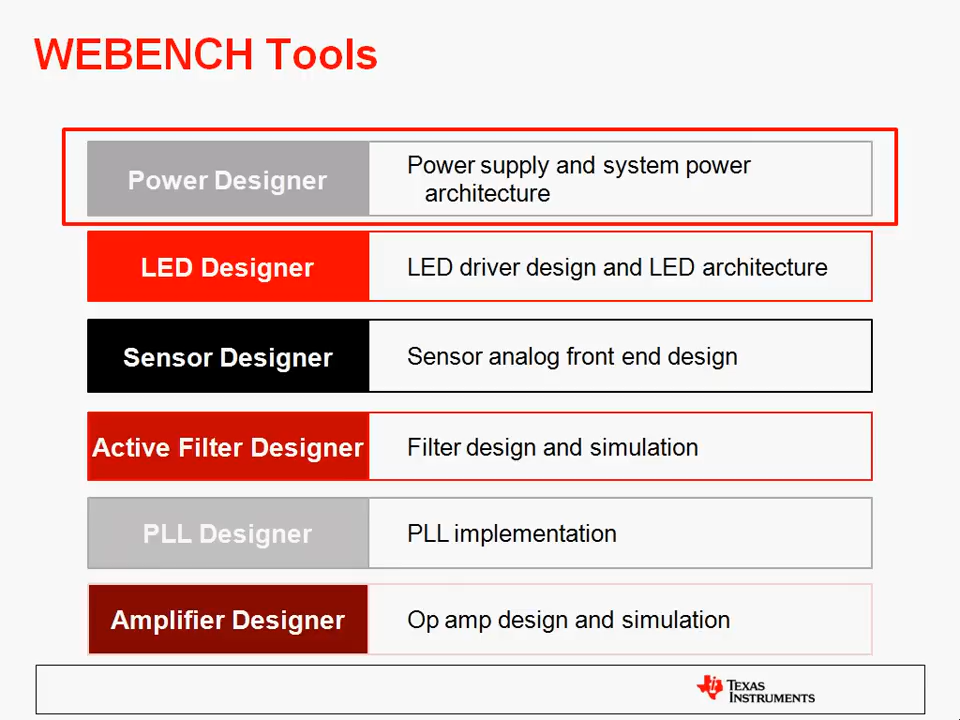 WEBENCH Tools
Power Designer
Power supply and system power
architecture
LED Designer
LED driver design and LED architecture
Sensor Designer
Sensor analog front end design
Active Filter Designer
Filter design and simulation
PLL Designer
PLL implementation
Amplifier Designer
Op amp design and simulation
TEXAS
INSTRUMENTS